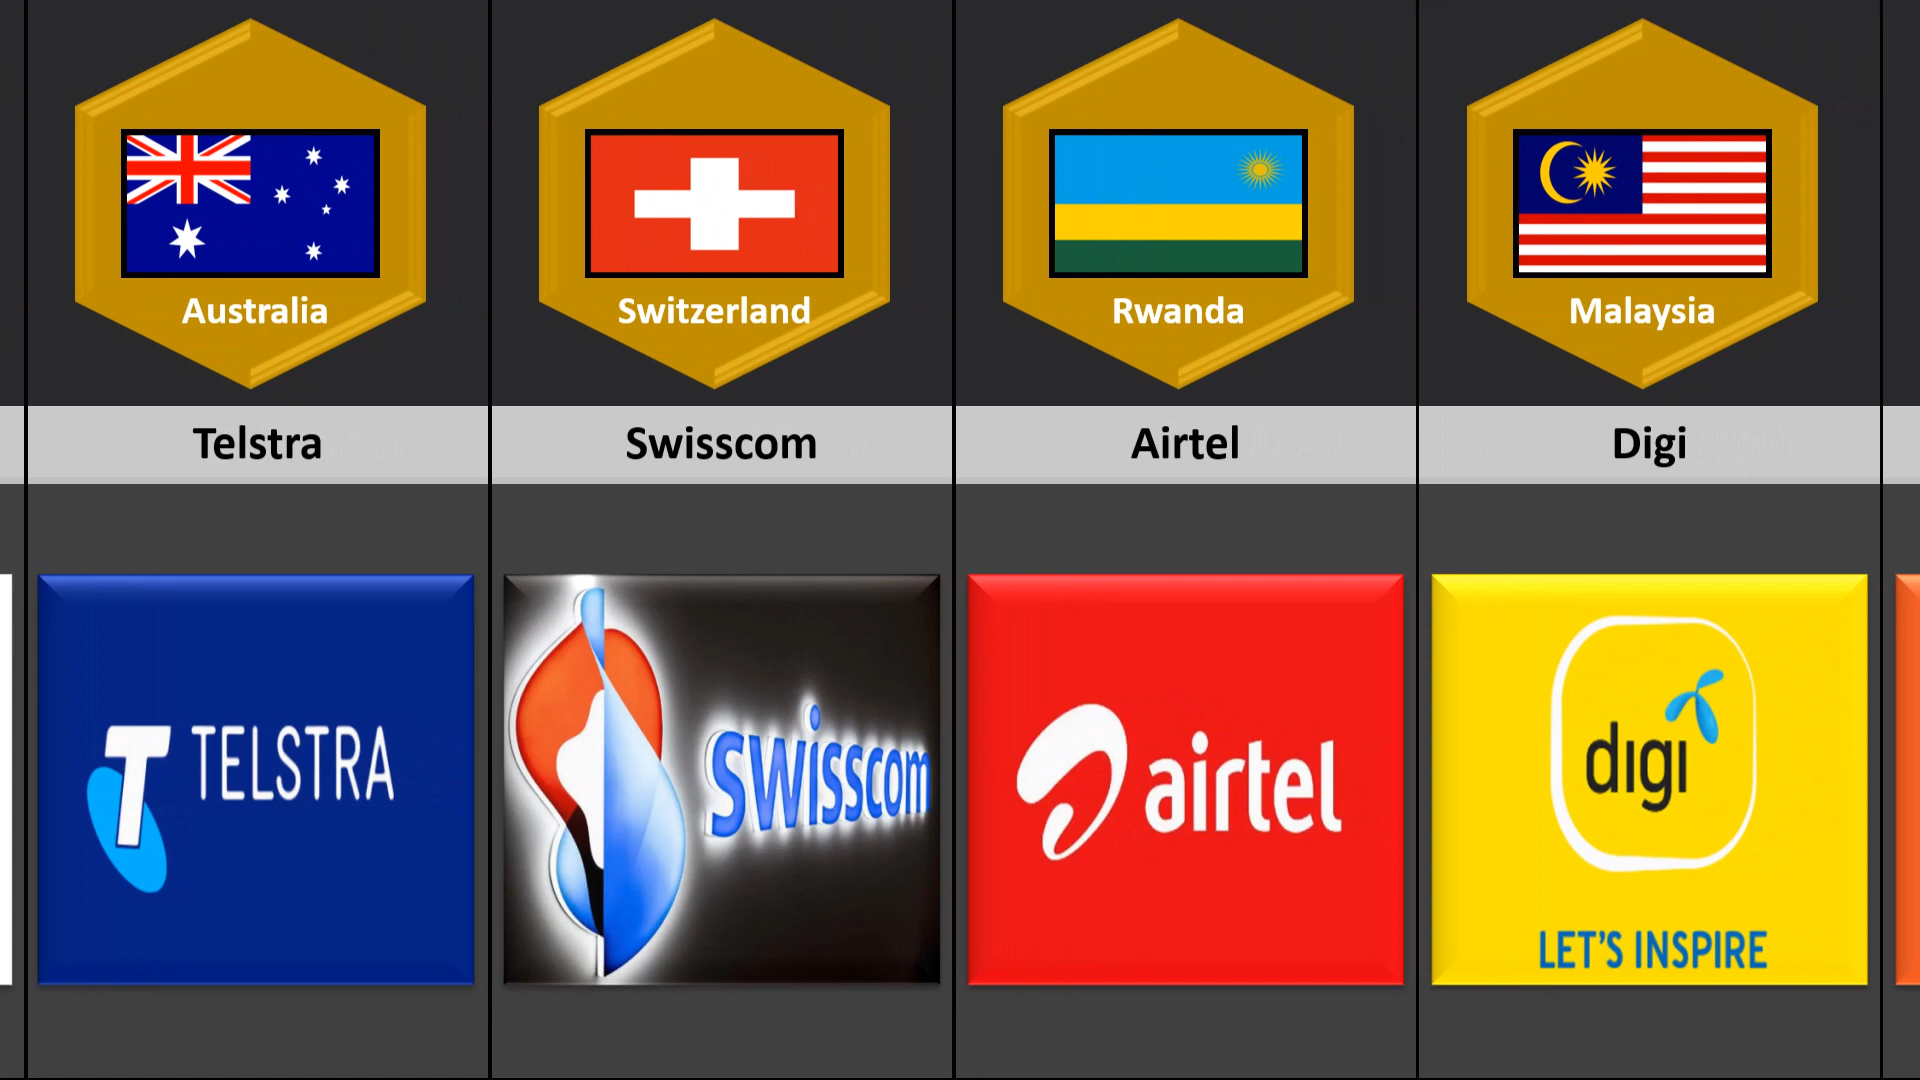 Australia
Switzerland
Rwanda
Malaysia
Telstra
Swisscom
Airtel
Digi
TELSTRA
swisscom
airtel
digi
LET'S INSPIRE